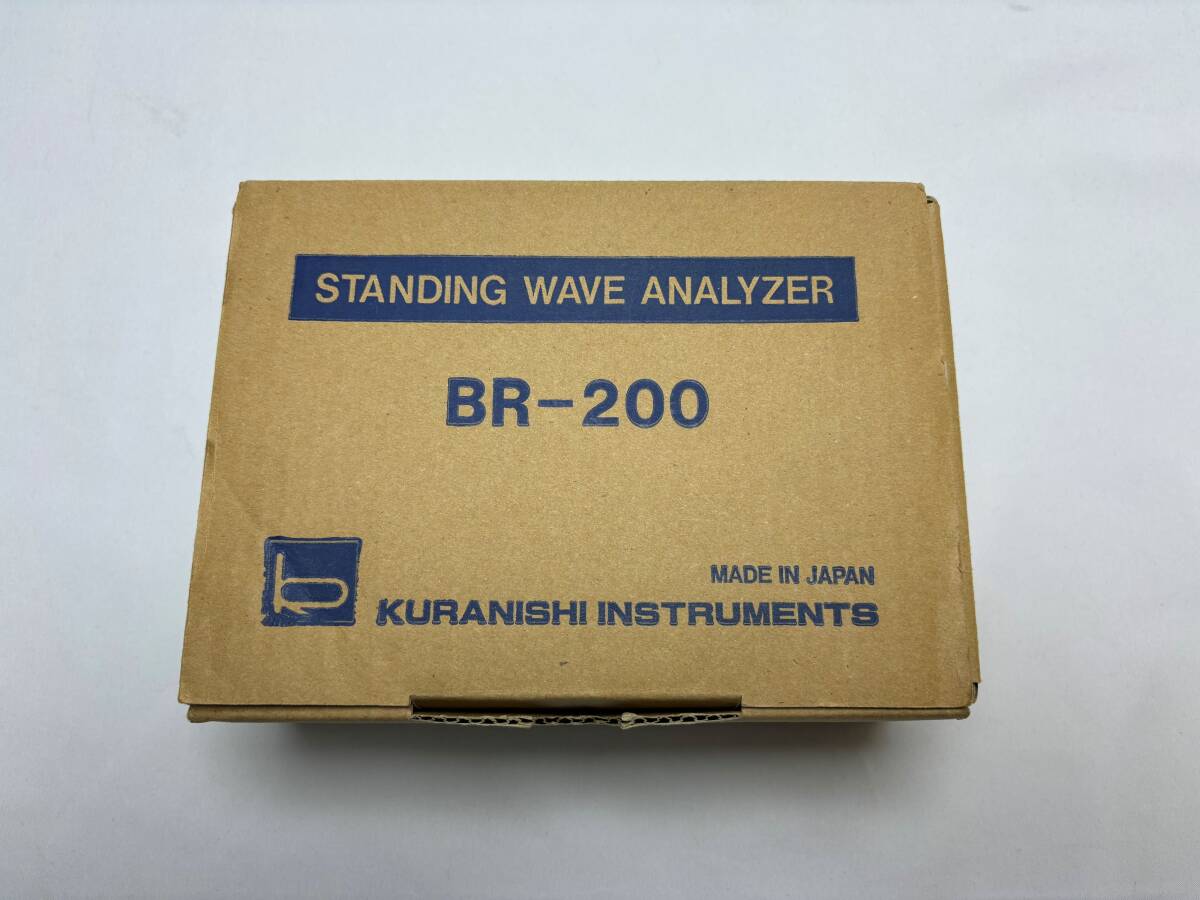 STANDING WAVE ANALYZER
BR-200
MADE IN JAPAN
KURANISHI INSTRUMENTS